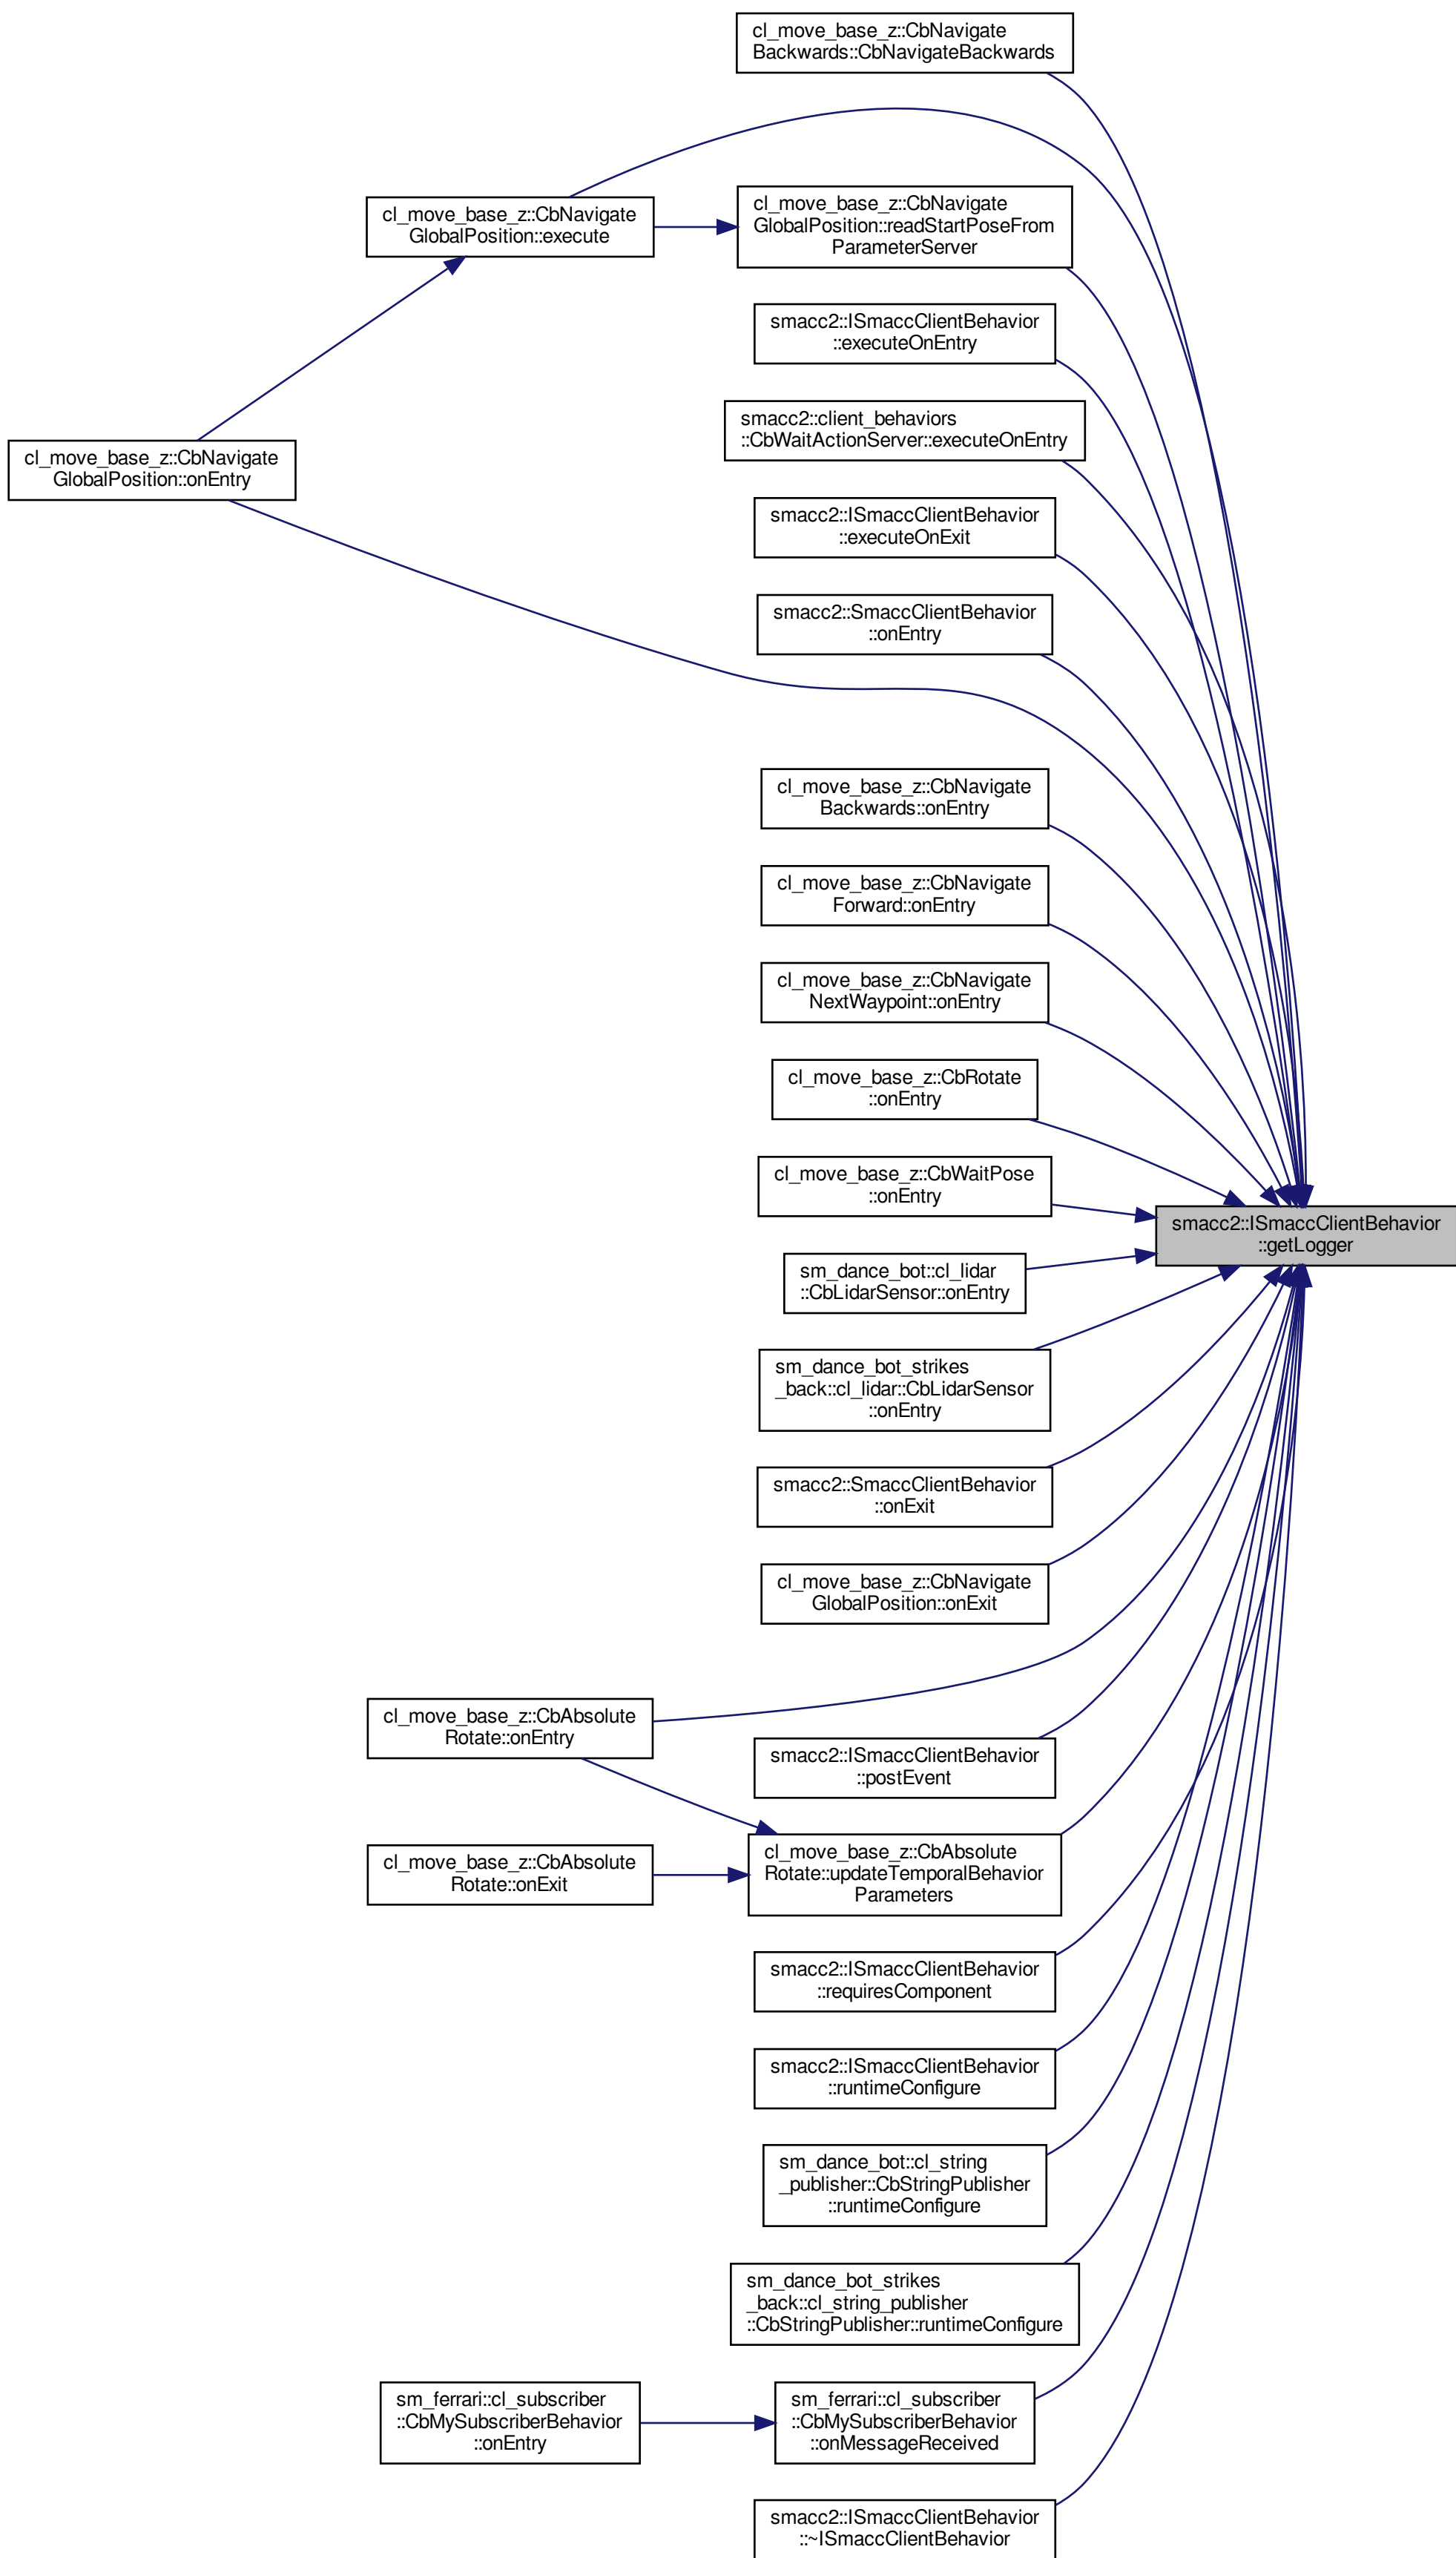 cl_move_base_z::CbNavigate
Backwards::CbNavigateBackwards
cl_move_base_z::CbNavigate
GlobalPosition::execute
cl_move_base_z::CbNavigate
GlobalPosition::readStartPoseFrom
ParameterServer
smacc2::ISmaccClientBehavior
::executeOnEntry
smacc2::client_behaviors
::CbWaitActionServer::executeOnEntry
cl_move_base_z::CbNavigate
GlobalPosition::onEntry
smacc2::ISmaccClientBehavior
::executeOnExit
smacc2::SmaccClientBehavior
::onEntry
cl_move_base_z::CbNavigate
Backwards::onEntry
cl_move_base_z::CbNavigate
Forward::onEntry
cl_move_base_z::CbNavigate
NextWaypoint::onEntry
cl_move_base_z::CbRotate
::onEntry
cl_move_base_z::CbWaitPose
::onEntry
smacc2::ISmaccClientBehavior
::getLogger
sm_dance_bot::cl_lidar
::CbLidarSensor::onEntry
sm_dance_bot_strikes
_back::cl_lidar::CbLidarSensor
::onEntry
smacc2::SmaccClientBehavior
::onExit
cl_move_base_z::CbNavigate
GlobalPosition::onExit
cl_move_base_z::CbAbsolute
Rotate::onEntry
smacc2::ISmaccClientBehavior
::postEvent
cl_move_base_z::CbAbsolute
Rotate::onExit
cl_move_base_z::CbAbsolute
Rotate::updateTemporalBehavior
Parameters
smacc2::ISmaccClientBehavior
::requiresComponent
smacc2::ISmaccClientBehavior
::runtimeConfigure
sm_dance_bot::cl_string
_publisher::CbStringPublisher
::runtimeConfigure
sm_dance_bot_strikes
_back::cl_string_publisher
::CbStringPublisher::runtimeConfigure
sm_ferrari::cl_subscriber
::CbMySubscriberBehavior
::onEntry
sm_ferrari::cl_subscriber
::CbMySubscriberBehavior
::onMessageReceived
smacc2::ISmaccClientBehavior
::~ISmaccClientBehavior